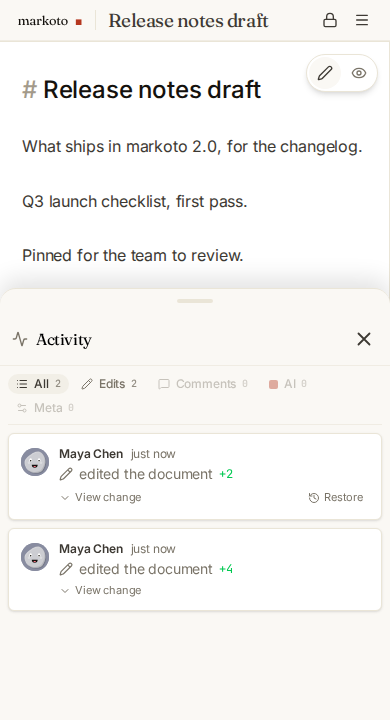 markoto
Release notes draft
# Release notes draft
What ships in markoto 2.0, for the changelog.
Q3 launch checklist, first pass.
Pinned for the team to review.
Activity
All 2 Edits 2 Comments 0 AI 0
Meta 0
Maya Chen just now
edited the document +2
View change Restore
Maya Chen just now
edited the document +4
View change